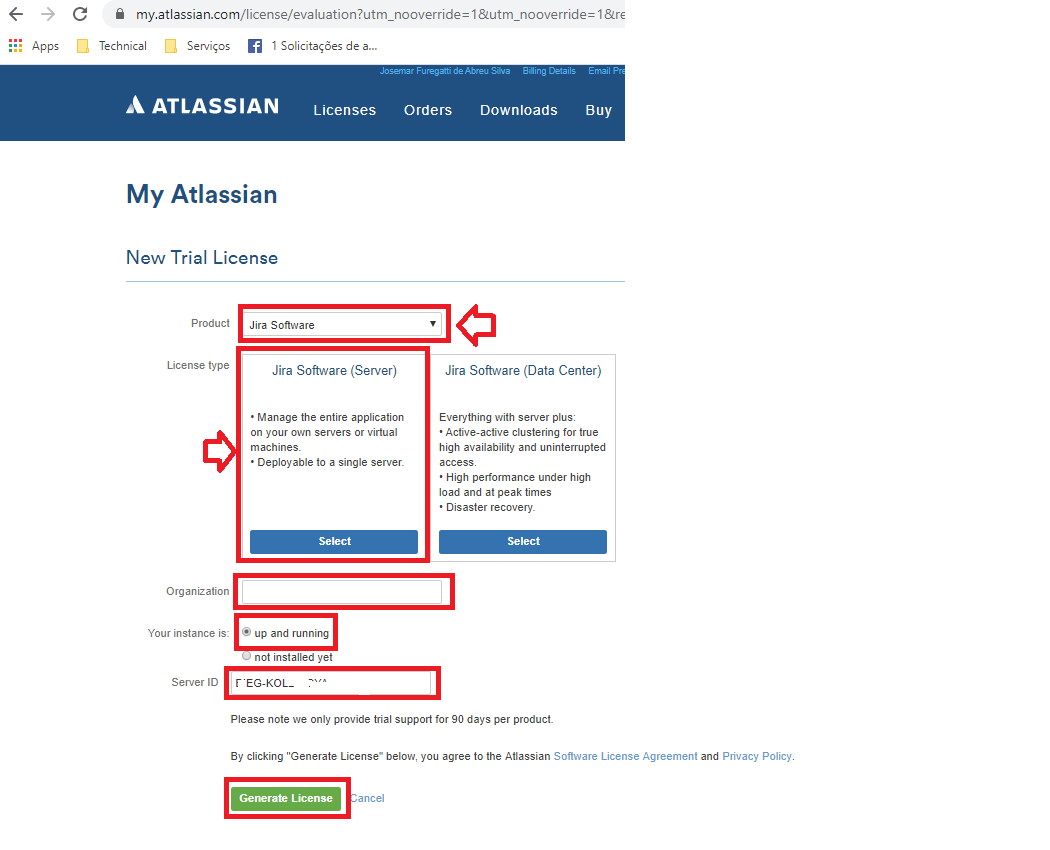 my.atlassian.com/license/evaluation?utm_nooverride=1&utm_nooverride=1&re
Apps Technical Serviços 1 Solicitações de a...
Josemar Furegatti de Abreu Silva Billing Details Email Pre
ATLASSIAN Licenses Orders Downloads Buy
My Atlassian
New Trial License
Product Jira Software
License type
Jira Software (Server)
• Manage the entire application
on your own servers or virtual
machines.
• Deployable to a single server.
Select
Jira Software (Data Center)
Everything with server plus:
• Active-active clustering for true
high availability and uninterrupted
access.
• High performance under high
load and at peak times
• Disaster recovery.
Select
Organization
Your instance is: up and running
not installed yet
Server ID
Please note we only provide trial support for 90 days per product.
By clicking "Generate License" below, you agree to the Atlassian Software License Agreement and Privacy Policy.
Generate License Cancel